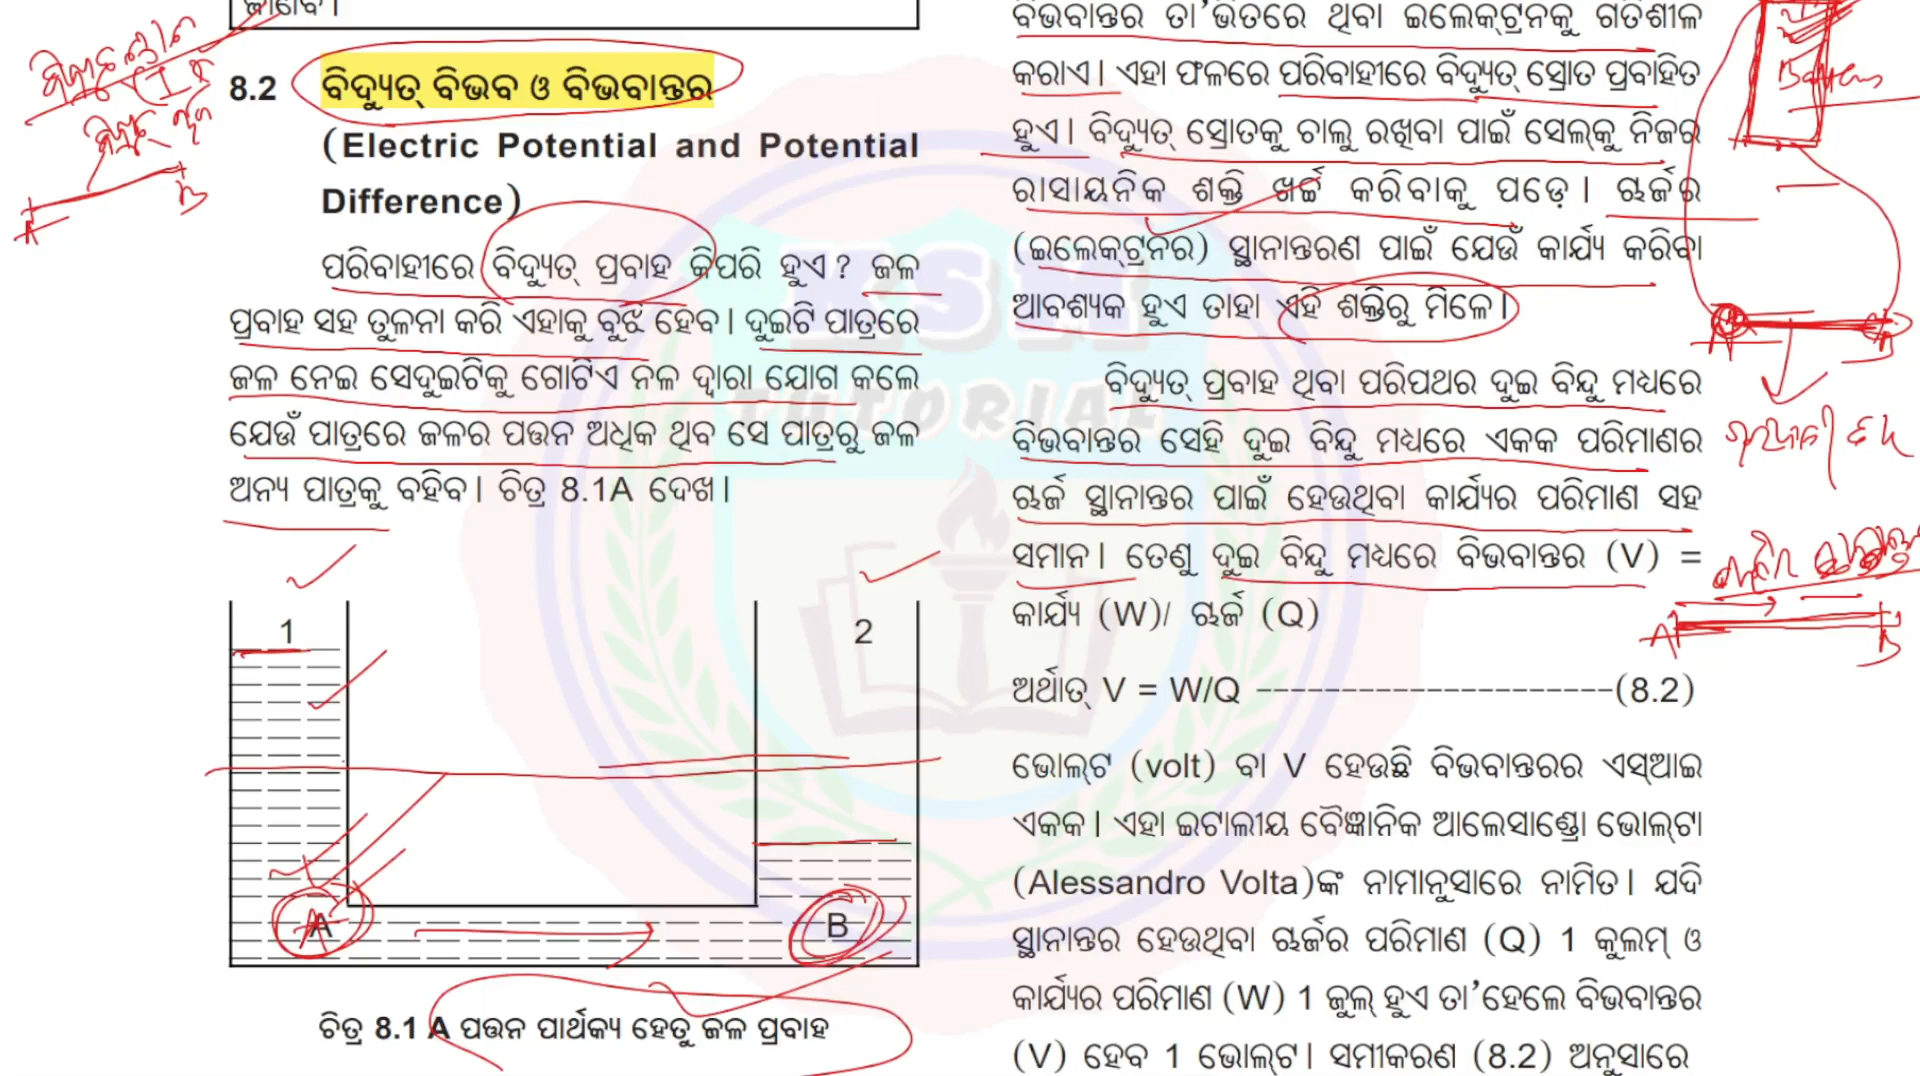 ଜାଣିବା।
8.2 ବିଦ୍ୟୁତ୍ ବିଭବ ଓ ବିଭବାନ୍ତର
(Electric Potential and Potential
Difference)
ପରିବାହୀରେ ବିଦ୍ୟୁତ୍ ପ୍ରବାହ କିପରି ହୁଏ ? ଜଳ
ପ୍ରବାହ ସହ ତୁଳନା କରି ଏହାକୁ ବୁଝି ହେବ। ଦୁଇଟି ପାତ୍ରରେ
ଜଳ ନେଇ ସେଦୁଇଟିକୁ ଗୋଟିଏ ନଳ ଦ୍ୱାରା ଯୋଗ କଲେ
ଯେଉଁ ପାତ୍ରରେ ଜଳର ପତ୍ତନ ଅଧିକ ଥିବ ସେ ପାତ୍ରରୁ ଜଳ
ଅନ୍ୟ ପାତ୍ରକୁ ବହିବ। ଚିତ୍ର 8.1A ଦେଖ।
1
2
A
B
ଚିତ୍ର 8.1 A ପତ୍ତନ ପାର୍ଥକ୍ୟ ହେତୁ ଜଳ ପ୍ରବାହ
ବିଭବାନ୍ତର ତା’ଭିତରେ ଥିବା ଇଲେକ୍‌ଟ୍ରନକୁ ଗତିଶୀଳ
କରାଏ। ଏହା ଫଳରେ ପରିବାହୀରେ ବିଦ୍ୟୁତ୍ ସ୍ରୋତ ପ୍ରବାହିତ
ହୁଏ। ବିଦ୍ୟୁତ୍ ସ୍ରୋତକୁ ଚାଲୁ ରଖିବା ପାଇଁ ସେଲ୍‌କୁ ନିଜର
ରାସାୟନିକ ଶକ୍ତି ଖର୍ଚ୍ଚ କରିବାକୁ ପଡ଼େ। ଚାର୍ଜର
(ଇଲେକ୍‌ଟ୍ରନର) ସ୍ଥାନାନ୍ତରଣ ପାଇଁ ଯେଉଁ କାର୍ଯ୍ୟ କରିବା
ଆବଶ୍ୟକ ହୁଏ ତାହା ଏହି ଶକ୍ତିରୁ ମିଳେ।
ବିଦ୍ୟୁତ୍ ପ୍ରବାହ ଥିବା ପରିପଥର ଦୁଇ ବିନ୍ଦୁ ମଧ୍ୟରେ
ବିଭବାନ୍ତର ସେହି ଦୁଇ ବିନ୍ଦୁ ମଧ୍ୟରେ ଏକକ ପରିମାଣର
ଚାର୍ଜ ସ୍ଥାନାନ୍ତର ପାଇଁ ହେଉଥିବା କାର୍ଯ୍ୟର ପରିମାଣ ସହ
ସମାନ। ତେଣୁ ଦୁଇ ବିନ୍ଦୁ ମଧ୍ୟରେ ବିଭବାନ୍ତର (V) =
କାର୍ଯ୍ୟ (W)/ ଚାର୍ଜ (Q)
ଅର୍ଥାତ୍ V = W/Q ---------------------(8.2)
ଭୋଲ୍‌ଟ (volt) ବା V ହେଉଛି ବିଭବାନ୍ତରର ଏସ୍‌ଆଇ
ଏକକ। ଏହା ଇଟାଲୀୟ ବୈଜ୍ଞାନିକ ଆଲେସାଣ୍ଡ୍ରୋ ଭୋଲ୍‌ଟା
(Alessandro Volta)ଙ୍କ ନାମାନୁସାରେ ନାମିତ। ଯଦି
ସ୍ଥାନାନ୍ତର ହେଉଥିବା ଚାର୍ଜର ପରିମାଣ (Q) 1 କୁଲମ୍ ଓ
କାର୍ଯ୍ୟର ପରିମାଣ (W) 1 ଜୁଲ୍ ହୁଏ ତା’ହେଲେ ବିଭବାନ୍ତର
(V) ହେବ 1 ଭୋଲ୍‌ଟ। ସମୀକରଣ (8.2) ଅନୁସାରେ
KSM
TUTORIAL
A
B
A
B
A
B